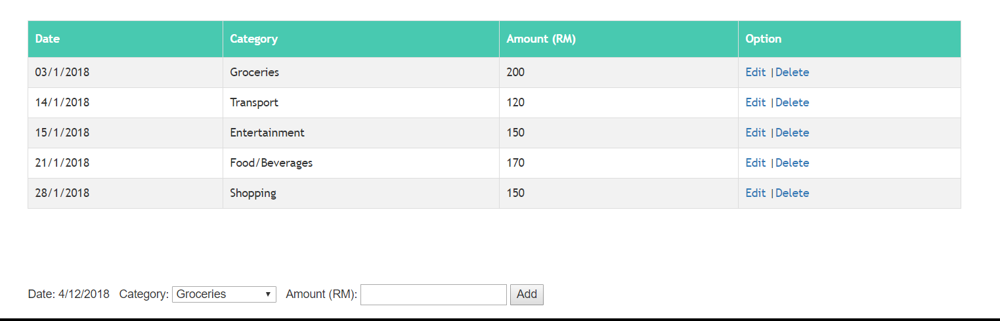 Date Category Amount (RM) Option
03/1/2018 Groceries 200 Edit |Delete
14/1/2018 Transport 120 Edit |Delete
15/1/2018 Entertainment 150 Edit |Delete
21/1/2018 Food/Beverages 170 Edit |Delete
28/1/2018 Shopping 150 Edit |Delete
Date: 4/12/2018 Category: Groceries Amount (RM): Add